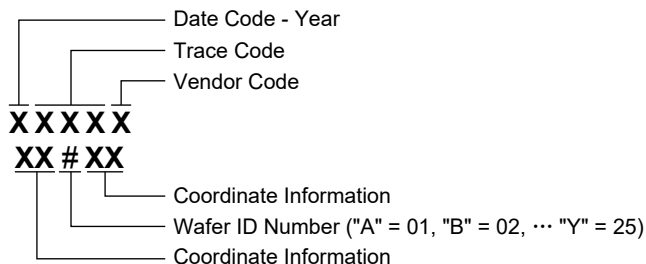 Date Code - Year
Trace Code
Vendor Code
X X X X X
XX # XX
Coordinate Information
Wafer ID Number ("A" = 01, "B" = 02, ··· "Y" = 25)
Coordinate Information